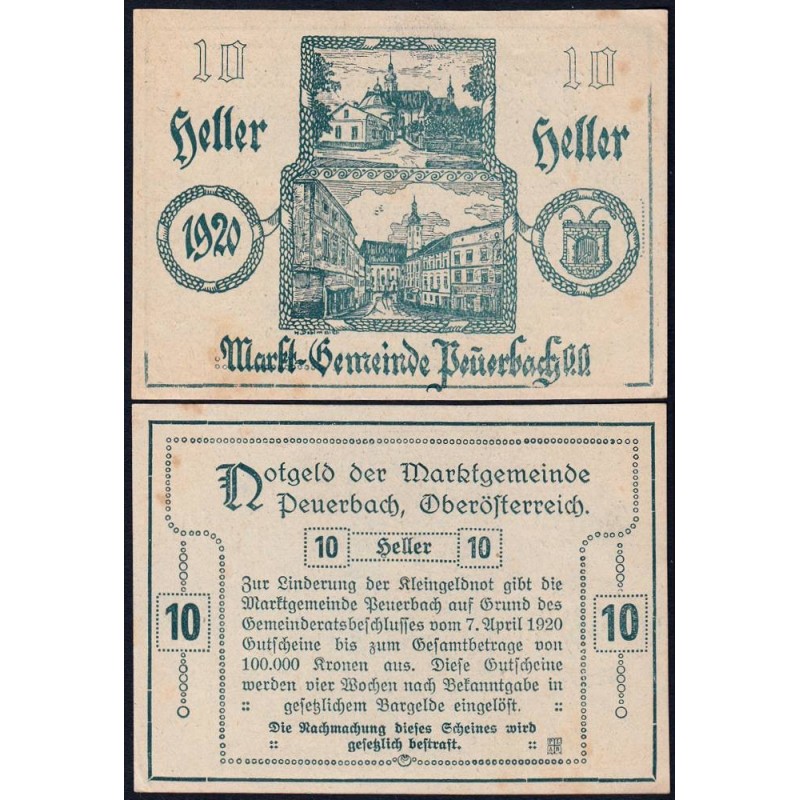 10 10
Heller Heller
1920
Markt-Gemeinde Peuerbach O.Ö.
Notgeld der Marktgemeinde
Peuerbach, Oberösterreich.
10 Heller 10
Zur Linderung der Kleingeldnot gibt die
Marktgemeinde Peuerbach auf Grund des
Gemeinderatsbeschlusses vom 7. April 1920
10 10
Gutscheine bis zum Gesamtbetrage von
100.000 Kronen aus. Diese Gutscheine
werden vier Wochen nach Bekanntgabe in
:: gesetzlichem Bargelde eingelöst. ::
Die Nachmachung dieses Scheines wird
:: gesetzlich bestraft. ::